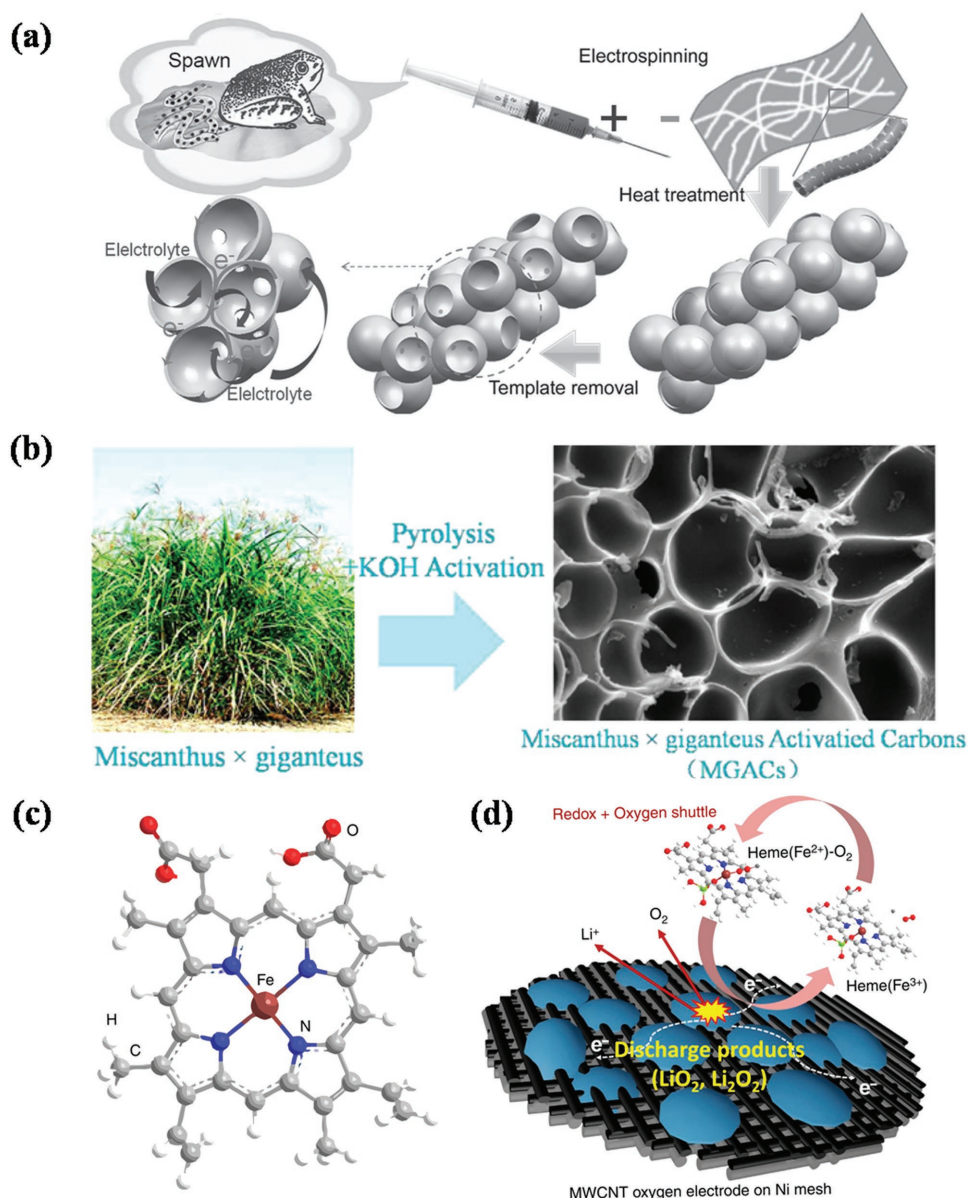 (a)
Spawn
Electrospinning
+ -
Heat treatment
Elelctrolyte
e-
e-
e-
Elelctrolyte
Template removal
(b)
Pyrolysis
+KOH Activation
Miscanthus × giganteus
Miscanthus × giganteus Activatied Carbons
(MGACs)
(c)
O
Fe
N
H
C
(d)
Redox + Oxygen shuttle
Heme(Fe²⁺)-O₂
O₂
Li⁺
Heme(Fe³⁺)
e⁻
e⁻
Discharge products
(LiO₂, Li₂O₂)
e⁻
MWCNT oxygen electrode on Ni mesh